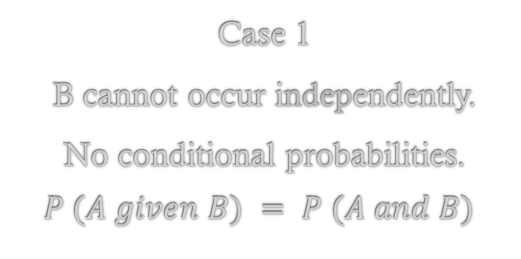 Case 1
B cannot occur independently.
No conditional probabilities.
P (A given B) = P (A and B)